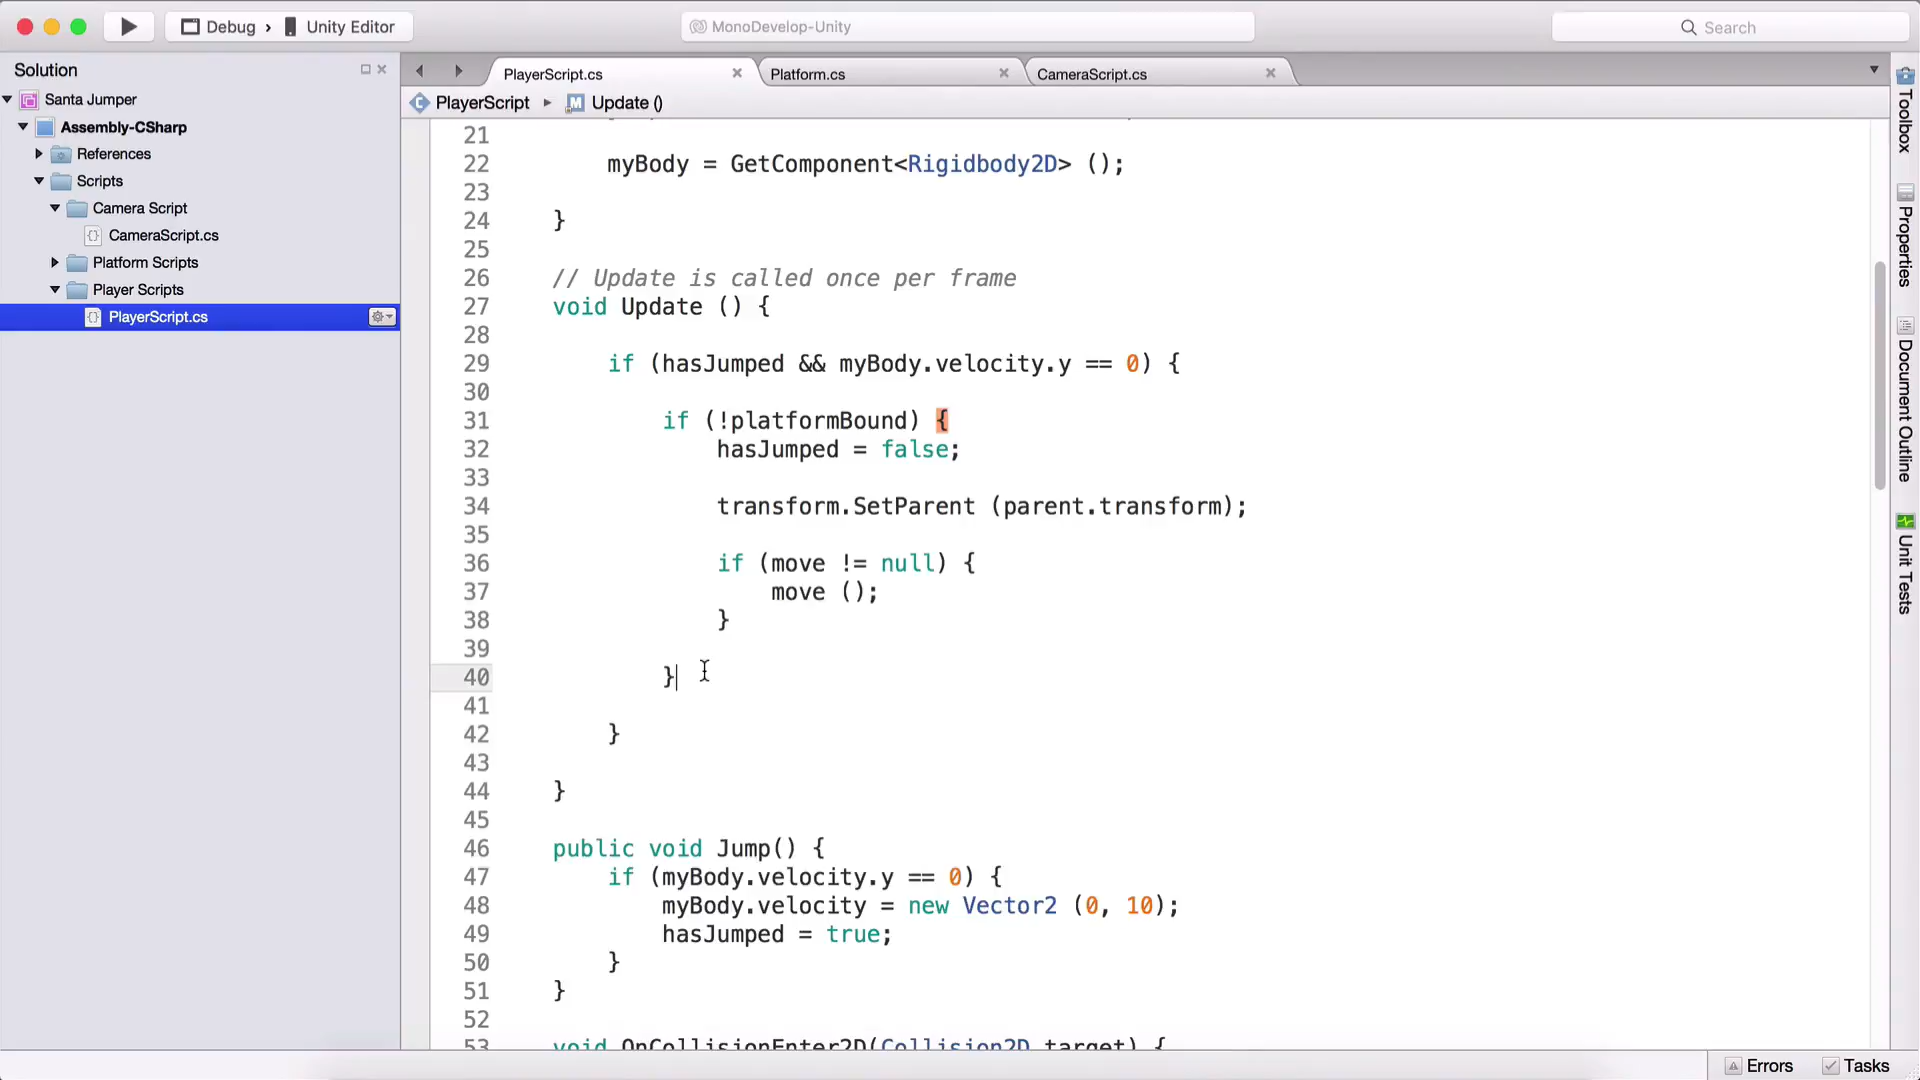 Debug › Unity Editor
MonoDevelop-Unity
Search
Solution
PlayerScript.cs
Platform.cs
CameraScript.cs
Santa Jumper
Assembly-CSharp
References
Scripts
Camera Script
CameraScript.cs
Platform Scripts
Player Scripts
PlayerScript.cs
PlayerScript ▸ M Update ()
21
22 myBody = GetComponent<Rigidbody2D> ();
23
24 }
25
26 // Update is called once per frame
27 void Update () {
28
29 if (hasJumped && myBody.velocity.y == 0) {
30
31 if (!platformBound) {
32 hasJumped = false;
33
34 transform.SetParent (parent.transform);
35
36 if (move != null) {
37 move ();
38 }
39
40 }
41
42 }
43
44 }
45
46 public void Jump() {
47 if (myBody.velocity.y == 0) {
48 myBody.velocity = new Vector2 (0, 10);
49 hasJumped = true;
50 }
51 }
52
53 void OnCollisionEnter2D(Collision2D target) {
Toolbox
Properties
Document Outline
Unit Tests
Errors
Tasks